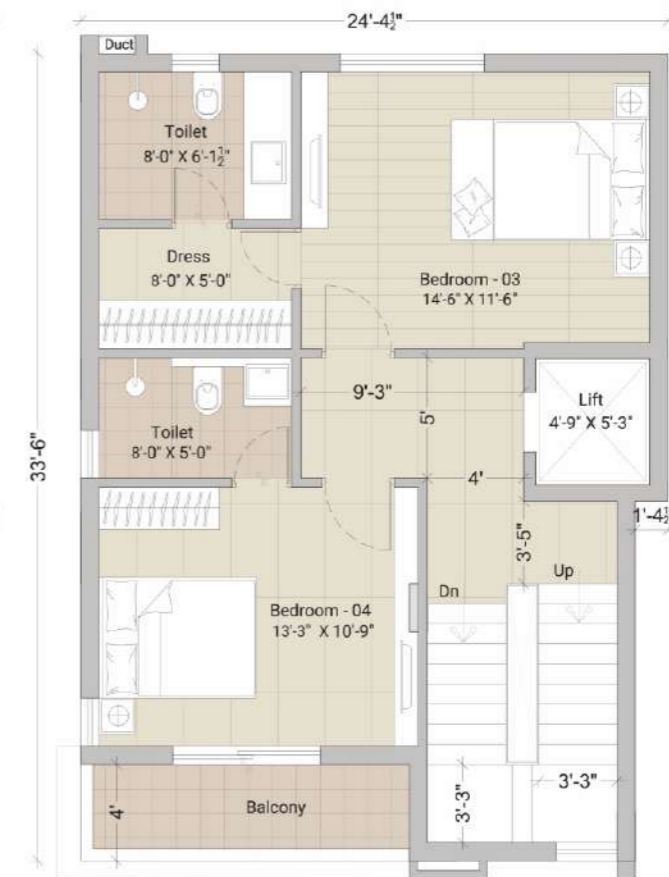 24'-4½"
Duct
Toilet
8'-0" X 6'-1½"
Dress
8'-0" X 5'-0"
Bedroom - 03
14'-6" X 11'-6"
9'-3"
5'
Lift
4'-9" X 5'-3"
Toilet
8'-0" X 5'-0"
33'-6"
4'
1'-4½"
3'-5"
Up
Dn
Bedroom - 04
13'-3" X 10'-9"
3'-3"
3'-3"
4'
Balcony